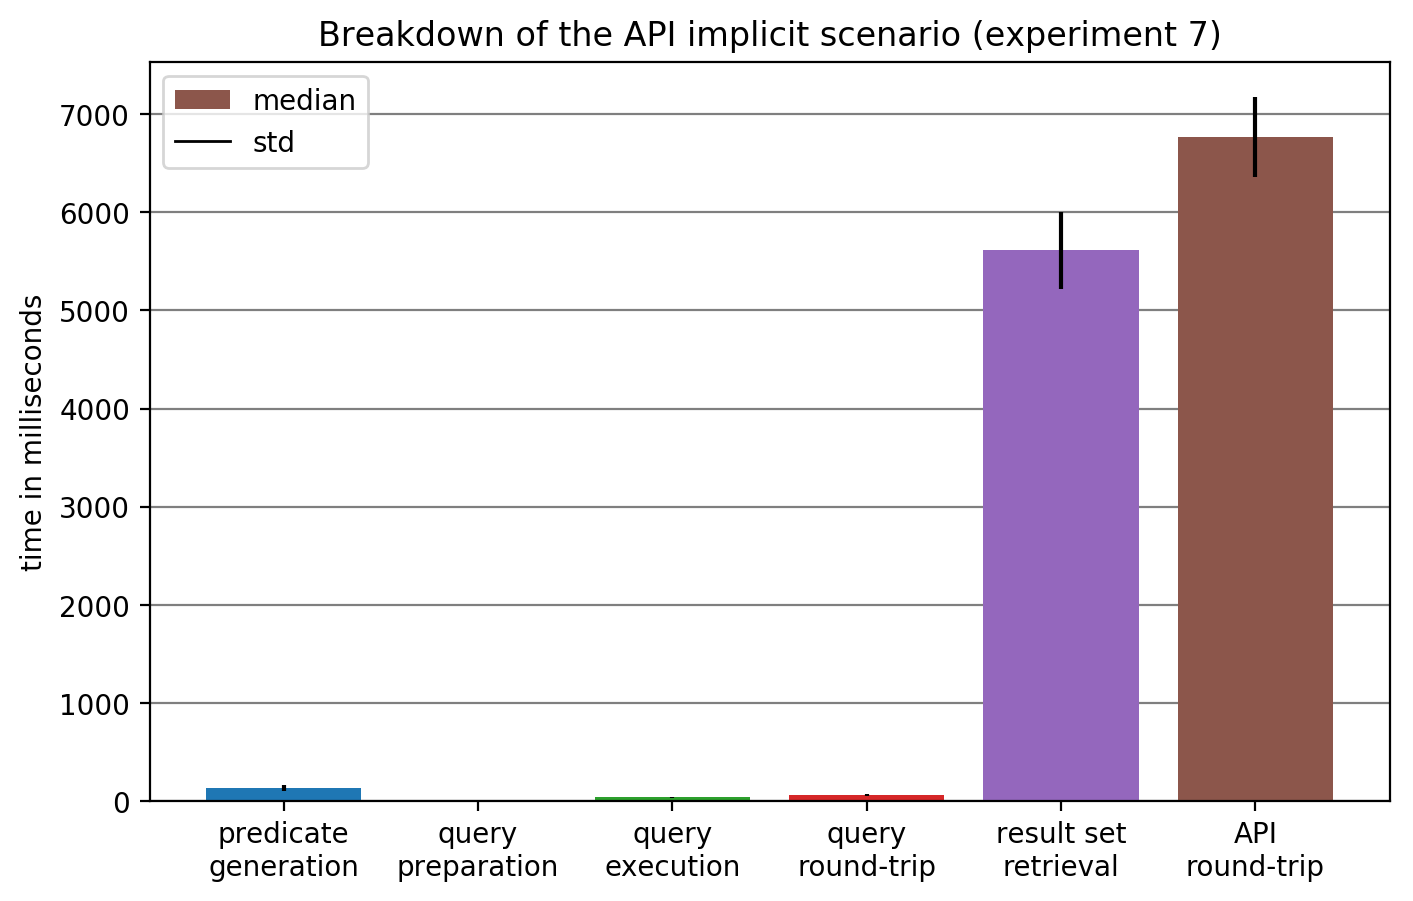 Breakdown of the API implicit scenario (experiment 7)
median
std
time in milliseconds
7000
6000
5000
4000
3000
2000
1000
0
predicate
generation
query
preparation
query
execution
query
round-trip
result set
retrieval
API
round-trip